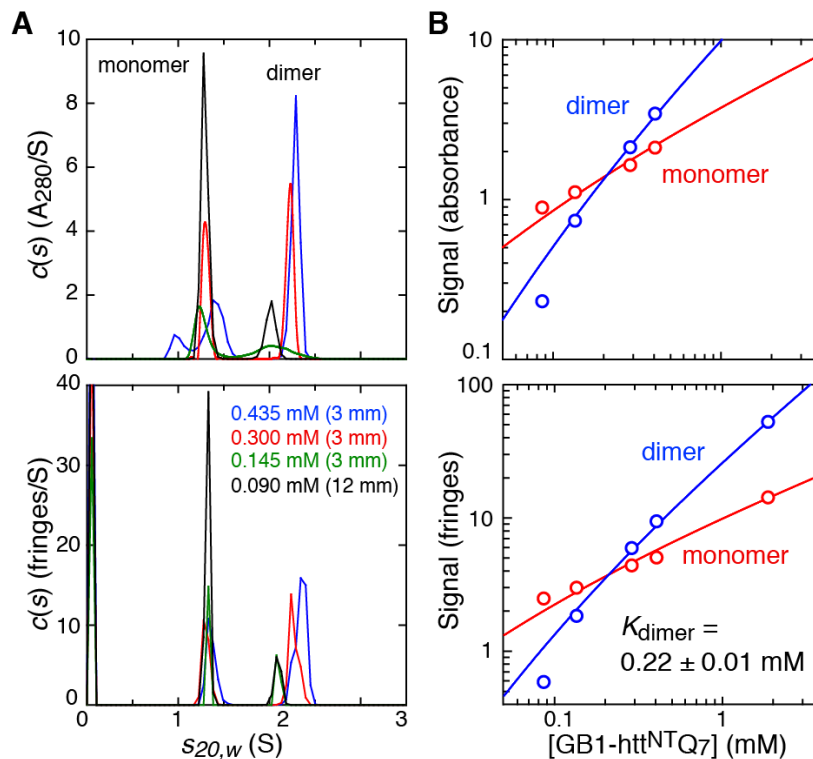 A
10
8
6
4
2
0
c(s) (A280/S)
monomer
dimer
40
30
20
10
0
c(s) (fringes/S)
0.435 mM (3 mm)
0.300 mM (3 mm)
0.145 mM (3 mm)
0.090 mM (12 mm)
0
1
2
3
s20,w (S)
B
10
1
0.1
Signal (absorbance)
dimer
monomer
100
10
1
Signal (fringes)
dimer
monomer
Kdimer =
0.22 ± 0.01 mM
0.1
1
[GB1-httNTQ7] (mM)